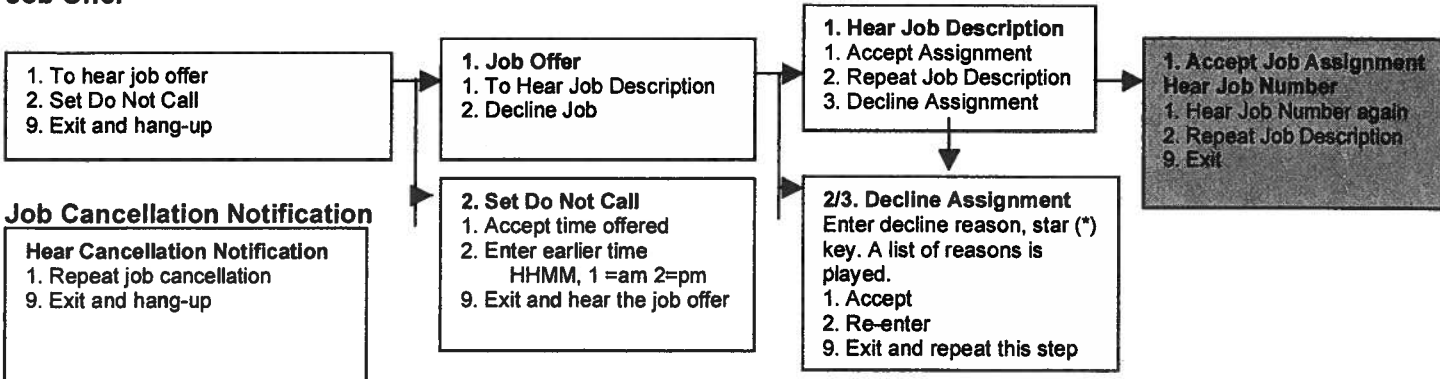 1. To hear job offer
2. Set Do Not Call
9. Exit and hang-up
1. Job Offer
1. To Hear Job Description
2. Decline Job
1. Hear Job Description
1. Accept Assignment
2. Repeat Job Description
3. Decline Assignment
1. Accept Job Assignment
Hear Job Number
1. Hear Job Number again
2. Repeat Job Description
9. Exit
2. Set Do Not Call
1. Accept time offered
2. Enter earlier time
HHMM, 1 =am 2=pm
9. Exit and hear the job offer
2/3. Decline Assignment
Enter decline reason, star (*)
key. A list of reasons is
played.
1. Accept
2. Re-enter
9. Exit and repeat this step
Job Cancellation Notification
Hear Cancellation Notification
1. Repeat job cancellation
9. Exit and hang-up